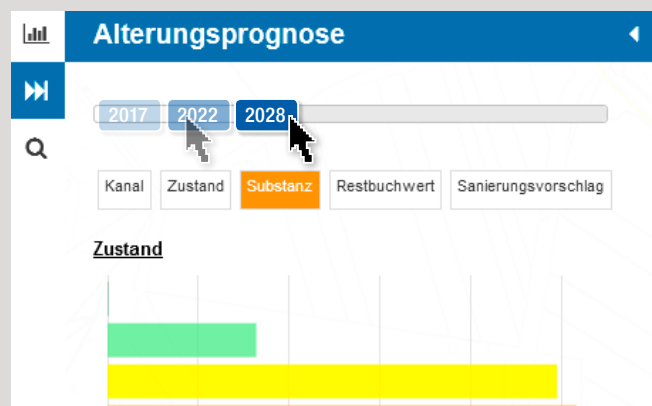 Alterungsprognose
2017 2022 2028
Kanal Zustand Substanz Restbuchwert Sanierungsvorschlag
Zustand